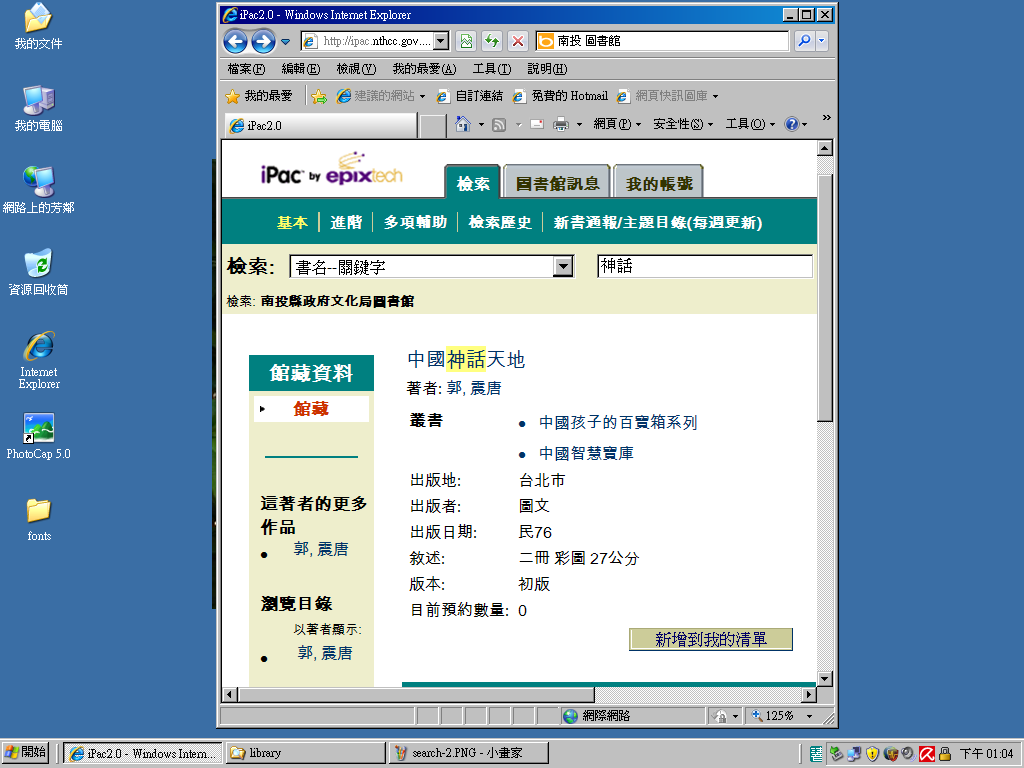 我的文件
我的電腦
網路上的芳鄰
資源回收筒
Internet
Explorer
PhotoCap 5.0
fonts
iPac2.0 - Windows Internet Explorer
http://ipac.nthcc.gov....
南投 圖書館
檔案(F) 編輯(E) 檢視(V) 我的最愛(A) 工具(T) 說明(H)
我的最愛 建議的網站 自訂連結 免費的 Hotmail 網頁快訊圖庫
iPac2.0 網頁(P) 安全性(S) 工具(O) »
iPac by epixtech 檢索 圖書館訊息 我的帳號
基本 進階 多項輔助 檢索歷史 新書通報/主題目錄(每週更新)
檢索: 書名--關鍵字 神話
檢索: 南投縣政府文化局圖書館
館藏資料
館藏
這著者的更多
作品
郭, 震唐
瀏覽目錄
以著者顯示:
郭, 震唐
中國神話天地
著者: 郭, 震唐
叢書 中國孩子的百寶箱系列
中國智慧寶庫
出版地: 台北市
出版者: 圖文
出版日期: 民76
敘述: 二冊 彩圖 27公分
版本: 初版
目前預約數量: 0
新增到我的清單
網際網路 125%
開始 iPac2.0 - Windows Intern... library search-2.PNG - 小畫家 下午 01:04